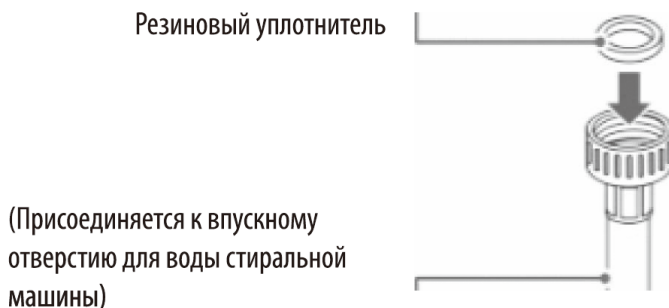 Резиновый уплотнитель
(Присоединяется к впускному
отверстию для воды стиральной
машины)